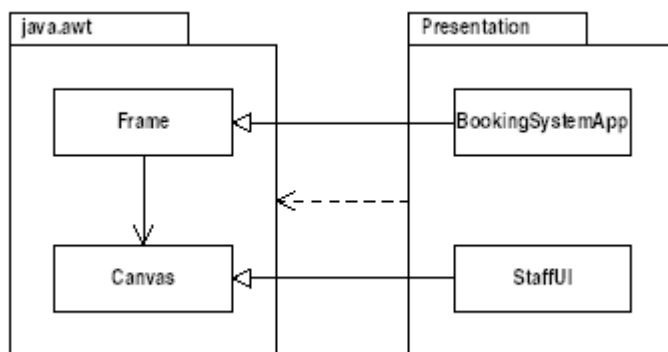 java.awt
Presentation
Frame
BookingSystemApp
Canvas
StaffUI